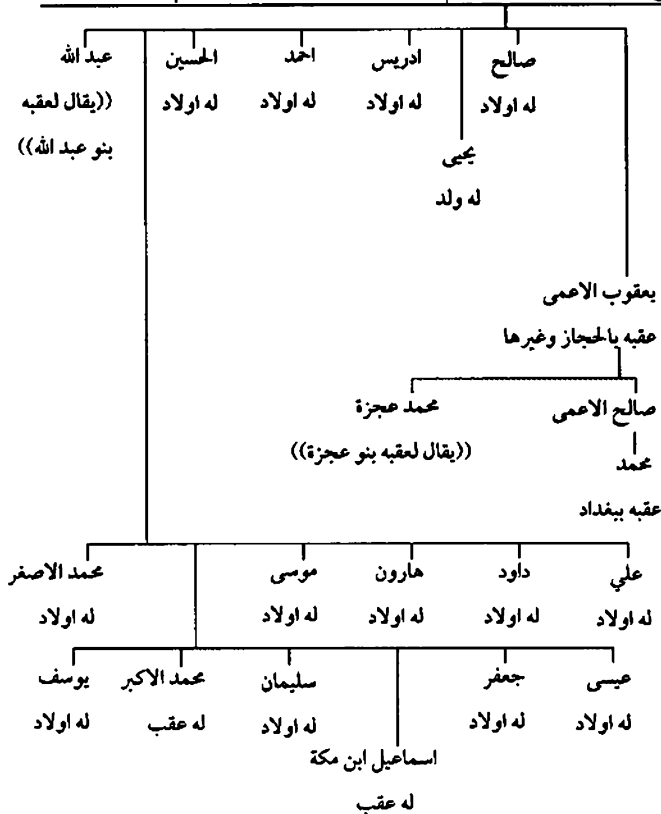 صالح ادريس احمد الحسين عبد الله
له اولاد له اولاد له اولاد له اولاد ((يقال لعقبه
بنو عبد الله))
يحيى
له ولد
يعقوب الاعمى
عقبه بالحجاز وغيرها
صالح الاعمى محمد عجزة
((يقال لعقبه بنو عجزة))
محمد
عقبه ببغداد
علي داود هارون موسى محمد الاصغر
له اولاد له اولاد له اولاد له اولاد له اولاد
عيسى جعفر سليمان محمد الاكبر يوسف
له اولاد له اولاد له اولاد له عقب له اولاد
اسماعيل ابن مكة
له عقب